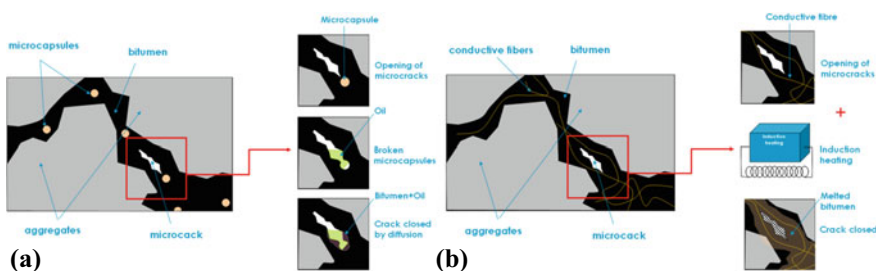 microcapsules
bitumen
aggregates
microcack
Microcapsule
Opening of
microcracks
Oil
Broken
microcapsules
Bitumen+Oil
Crack closed
by diffusion
(a)
conductive fibers
bitumen
aggregates
microcack
Conductive fibre
Opening of
microcracks
+
Induction
heating
Induction
heating
Melted
bitumen
Crack closed
(b)